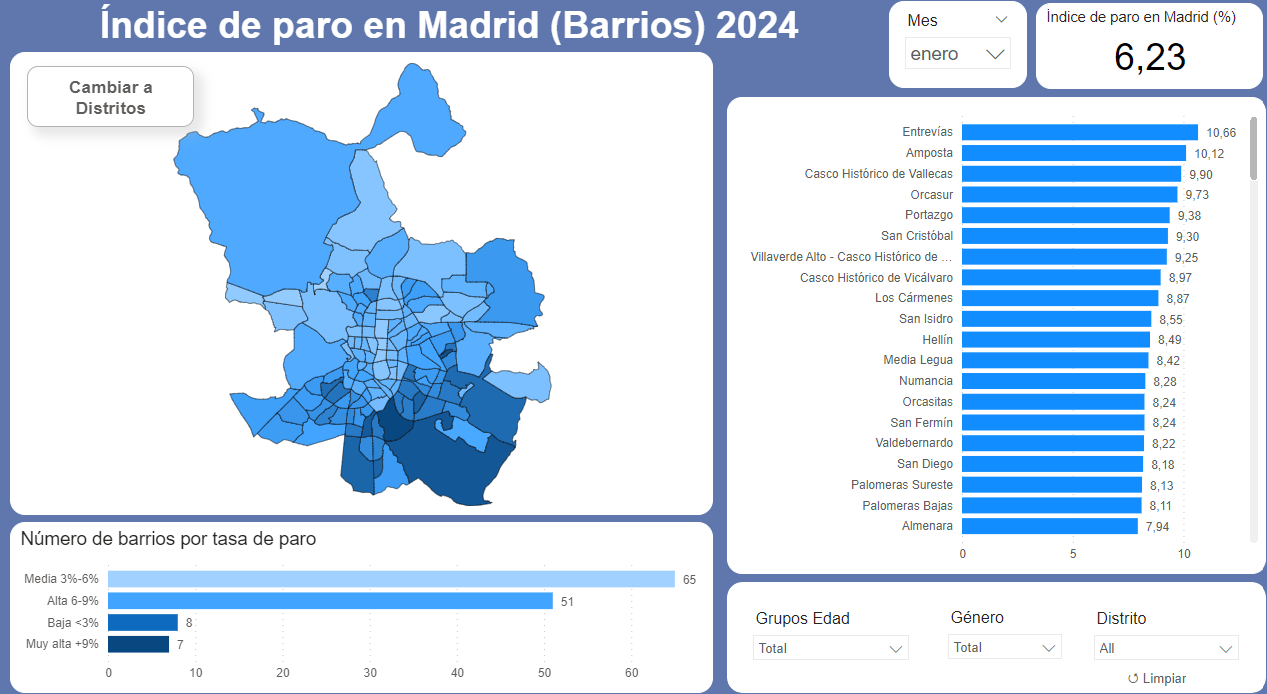 Índice de paro en Madrid (Barrios) 2024
Mes
enero
Índice de paro en Madrid (%)
6,23
Cambiar a
Distritos
Entrevías 10,66
Amposta 10,12
Casco Histórico de Vallecas 9,90
Orcasur 9,73
Portazgo 9,38
San Cristóbal 9,30
Villaverde Alto - Casco Histórico de ... 9,25
Casco Histórico de Vicálvaro 8,97
Los Cármenes 8,87
San Isidro 8,55
Hellín 8,49
Media Legua 8,42
Numancia 8,28
Orcasitas 8,24
San Fermín 8,24
Valdebernardo 8,22
San Diego 8,18
Palomeras Sureste 8,13
Palomeras Bajas 8,11
Almenara 7,94
0 5 10
Número de barrios por tasa de paro
Media 3%-6% 65
Alta 6-9% 51
Baja <3% 8
Muy alta +9% 7
0 10 20 30 40 50 60
Grupos Edad
Total
Género
Total
Distrito
All
Limpiar